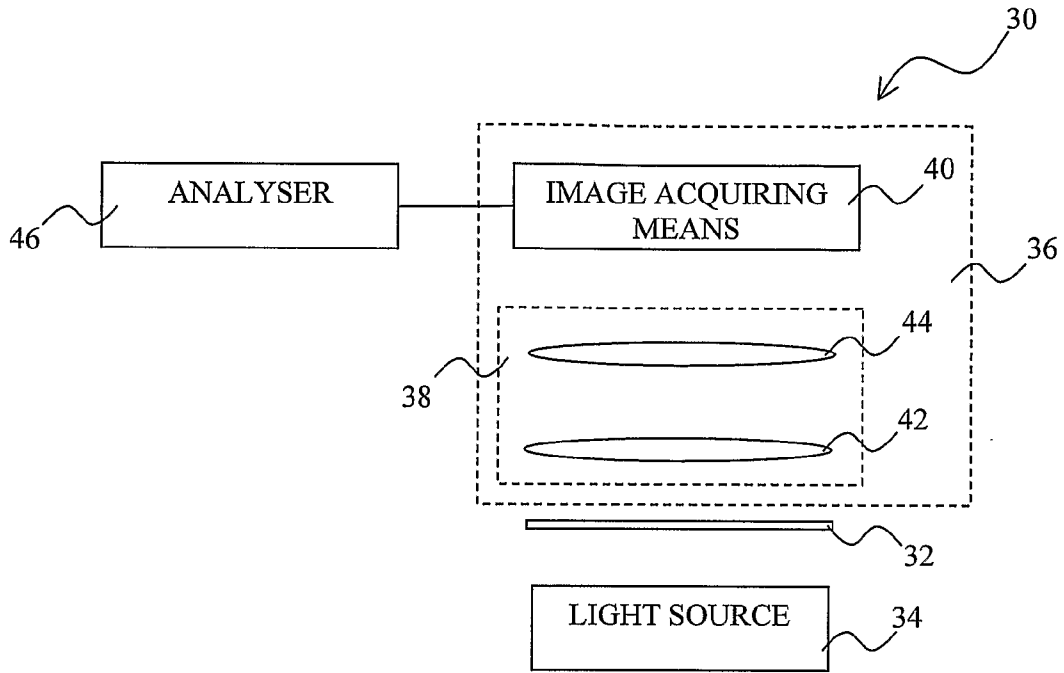 30
ANALYSER
IMAGE ACQUIRING
MEANS
40
46
36
44
38
42
32
LIGHT SOURCE
34